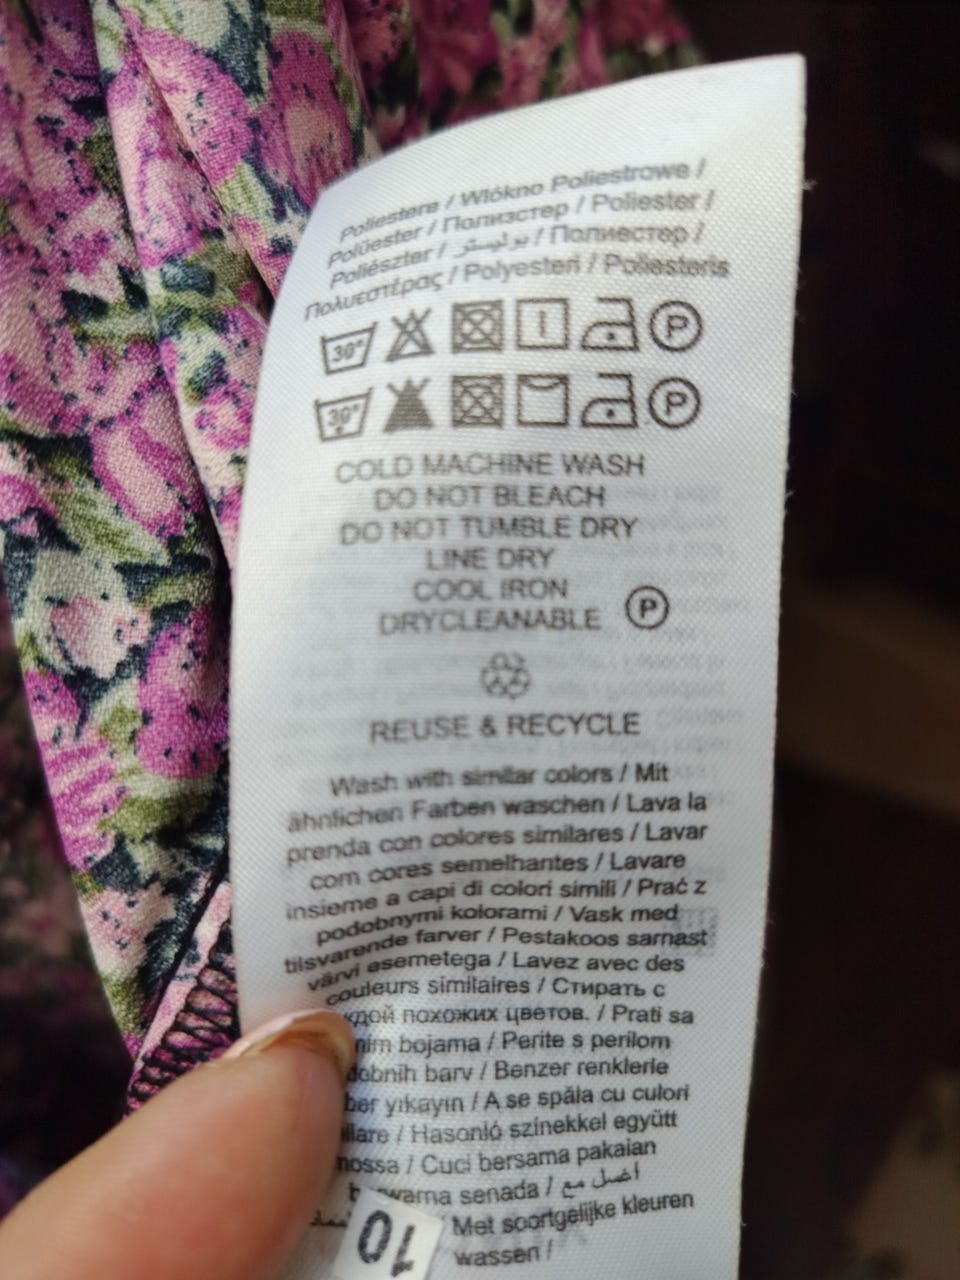 Poliestere / Włókno Poliestrowe /
Polüester / Полиэстер / Poliester /
Poliészter / بوليستر / Полиестер /
Πολυεστέρας / Polyesteri / Poliesteris
30° I P
30° P
COLD MACHINE WASH
DO NOT BLEACH
DO NOT TUMBLE DRY
LINE DRY
COOL IRON
DRYCLEANABLE P
REUSE & RECYCLE
Wash with similar colors / Mit
ähnlichen Farben waschen / Lava la
prenda con colores similares / Lavar
com cores semelhantes / Lavare
insieme a capi di colori simili / Prać z
podobnymi kolorami / Vask med
tilsvarende farver / Pestakoos sarnast
värvi esemetega / Lavez avec des
couleurs similaires / Стирать с
похожих цветов. / Prati sa
bojama / Perite s perilom
barv / Benzer renklerle
yıkayın / A se spăla cu culori
/ Hasonló színekkel együtt
/ Cuci bersama pakaian
senada / اغسل مع
/ Met soortgelijke kleuren
wassen /
10